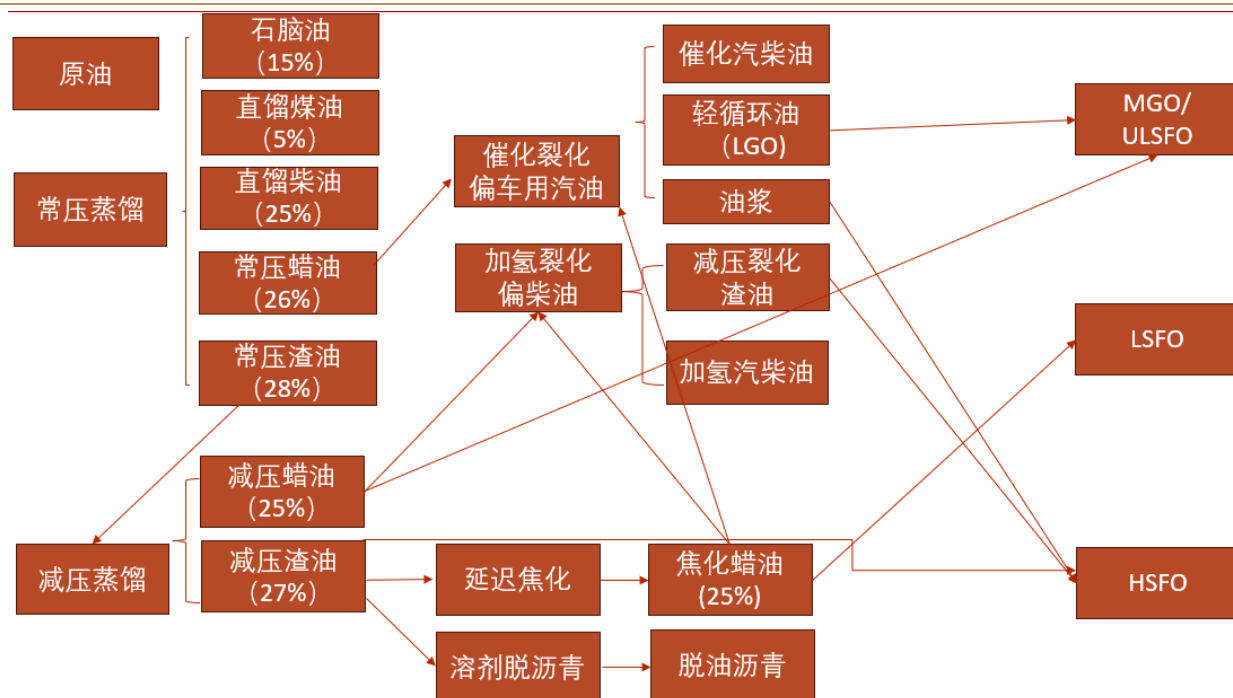 原油
常压蒸馏
石脑油
（15%）
直馏煤油
（5%）
直馏柴油
（25%）
常压蜡油
（26%）
常压渣油
（28%）
催化裂化
偏车用汽油
加氢裂化
偏柴油
催化汽柴油
轻循环油
（LGO)
油浆
减压裂化
渣油
加氢汽柴油
MGO/
ULSFO
LSFO
HSFO
减压蒸馏
减压蜡油
（25%）
减压渣油
（27%）
延迟焦化
焦化蜡油
(25%)
溶剂脱沥青
脱油沥青